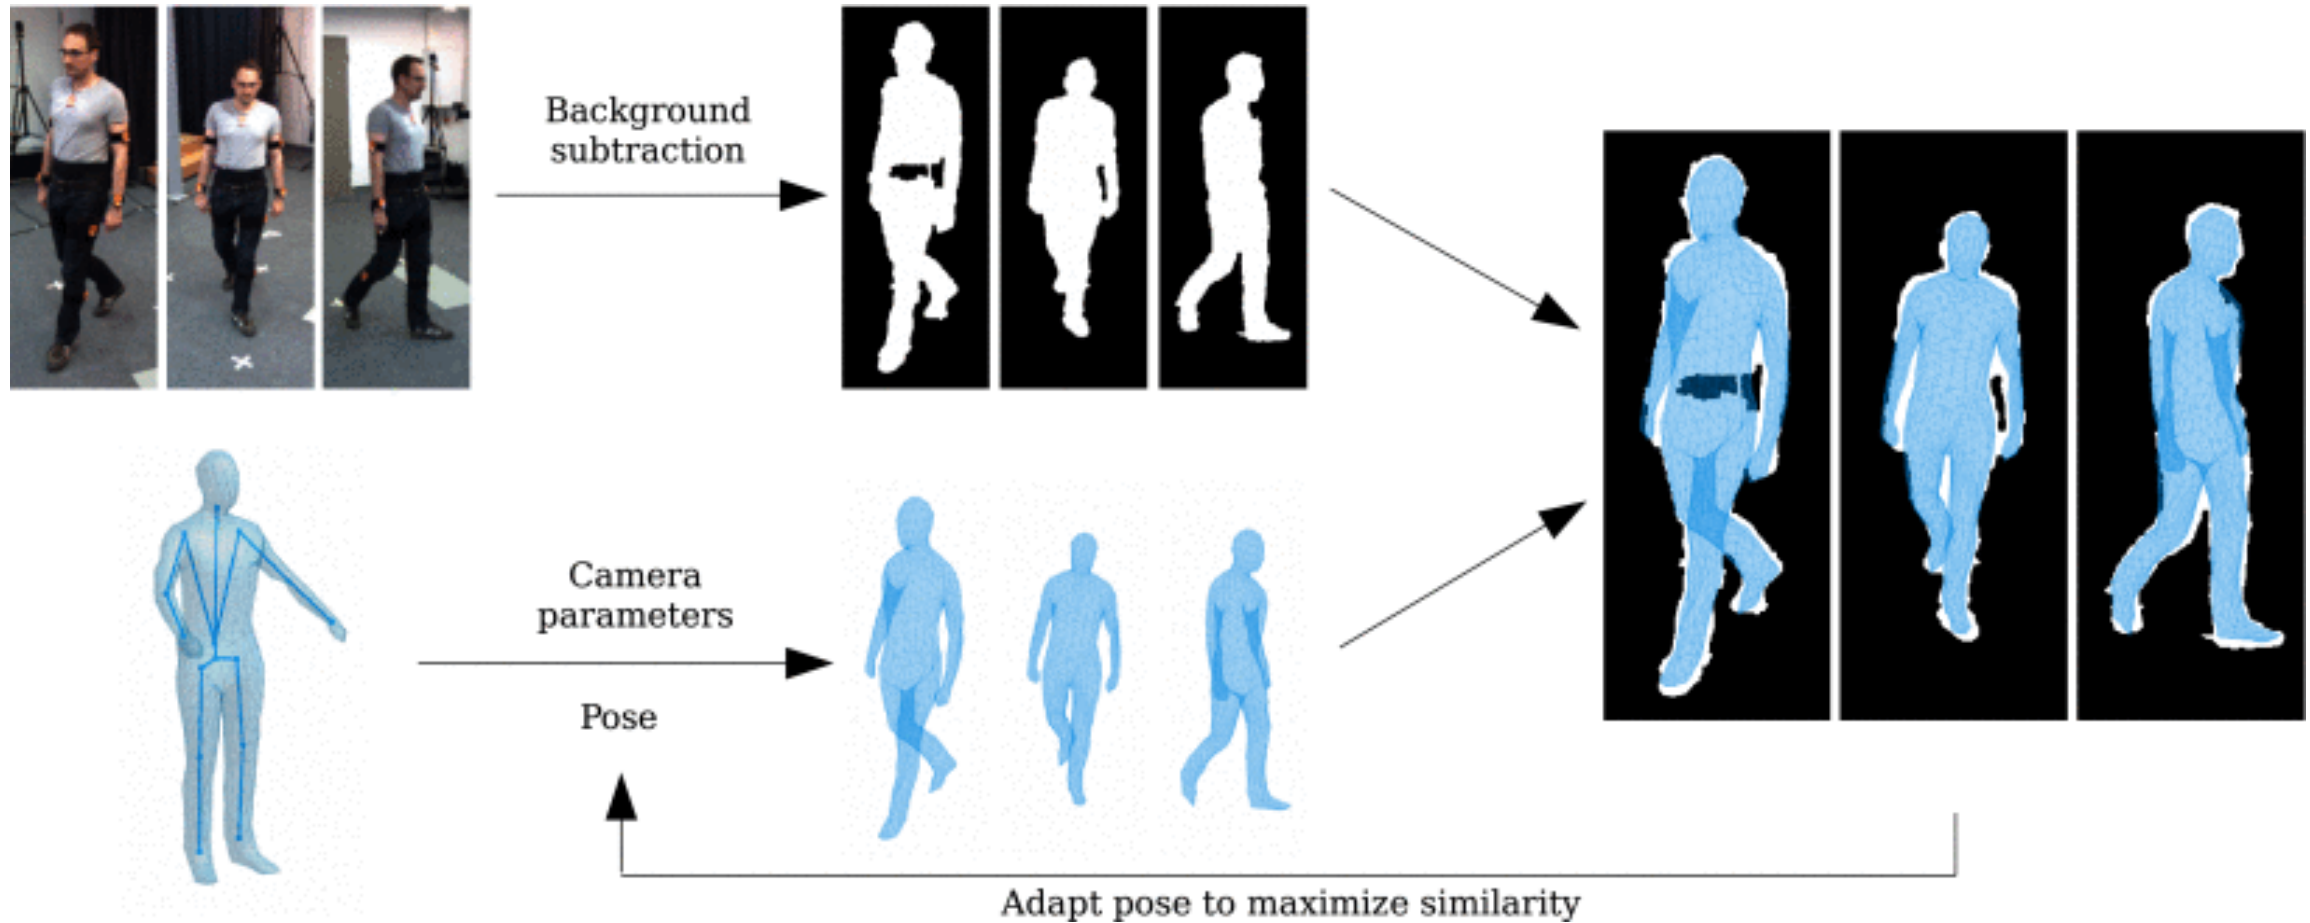 Background
subtraction
Camera
parameters
Pose
Adapt pose to maximize similarity